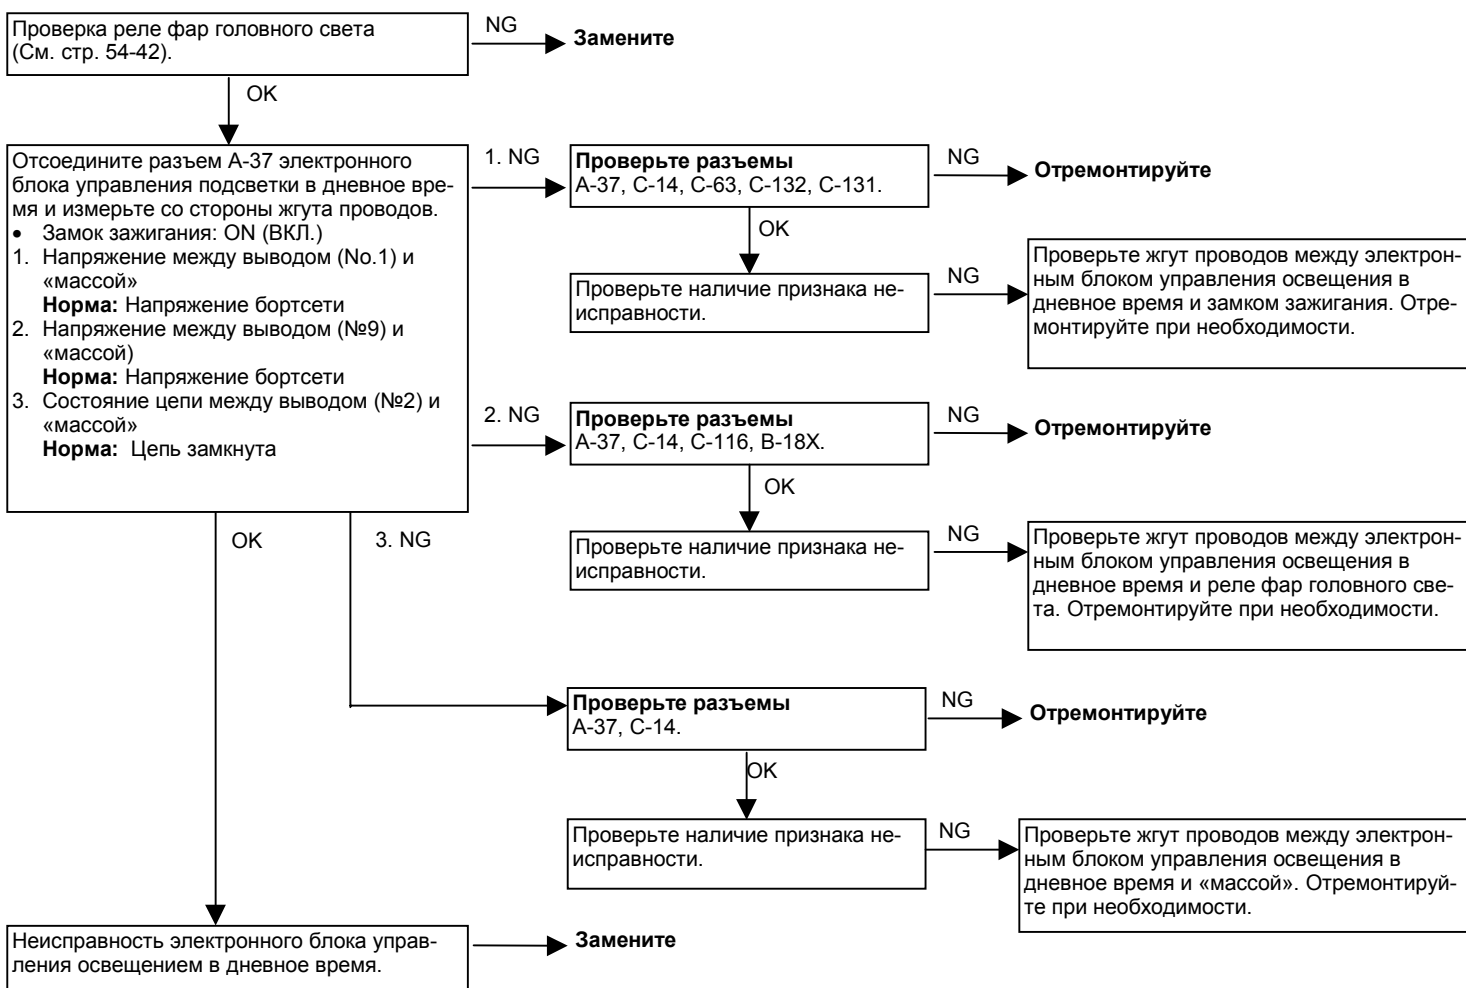 Проверка реле фар головного света
(См. стр. 54-42).
NG
Замените
OK
Отсоедините разъем А-37 электронного
блока управления подсветки в дневное вре-
мя и измерьте со стороны жгута проводов.
• Замок зажигания: ON (ВКЛ.)
1. Напряжение между выводом (No.1) и
«массой»
Норма: Напряжение бортсети
2. Напряжение между выводом (№9) и
«массой)
Норма: Напряжение бортсети
3. Состояние цепи между выводом (№2) и
«массой»
Норма: Цепь замкнута
1. NG
Проверьте разъемы
А-37, С-14, С-63, С-132, С-131.
NG
Отремонтируйте
OK
Проверьте наличие признака не-
исправности.
NG
Проверьте жгут проводов между электрон-
ным блоком управления освещения в
дневное время и замком зажигания. Отре-
монтируйте при необходимости.
2. NG
Проверьте разъемы
А-37, С-14, С-116, В-18Х.
NG
Отремонтируйте
OK
Проверьте наличие признака не-
исправности.
NG
Проверьте жгут проводов между электрон-
ным блоком управления освещения в
дневное время и реле фар головного све-
та. Отремонтируйте при необходимости.
OK
3. NG
Проверьте разъемы
А-37, С-14.
NG
Отремонтируйте
OK
Проверьте наличие признака не-
исправности.
NG
Проверьте жгут проводов между электрон-
ным блоком управления освещения в
дневное время и «массой». Отремонтируй-
те при необходимости.
Неисправность электронного блока управ-
ления освещением в дневное время.
Замените